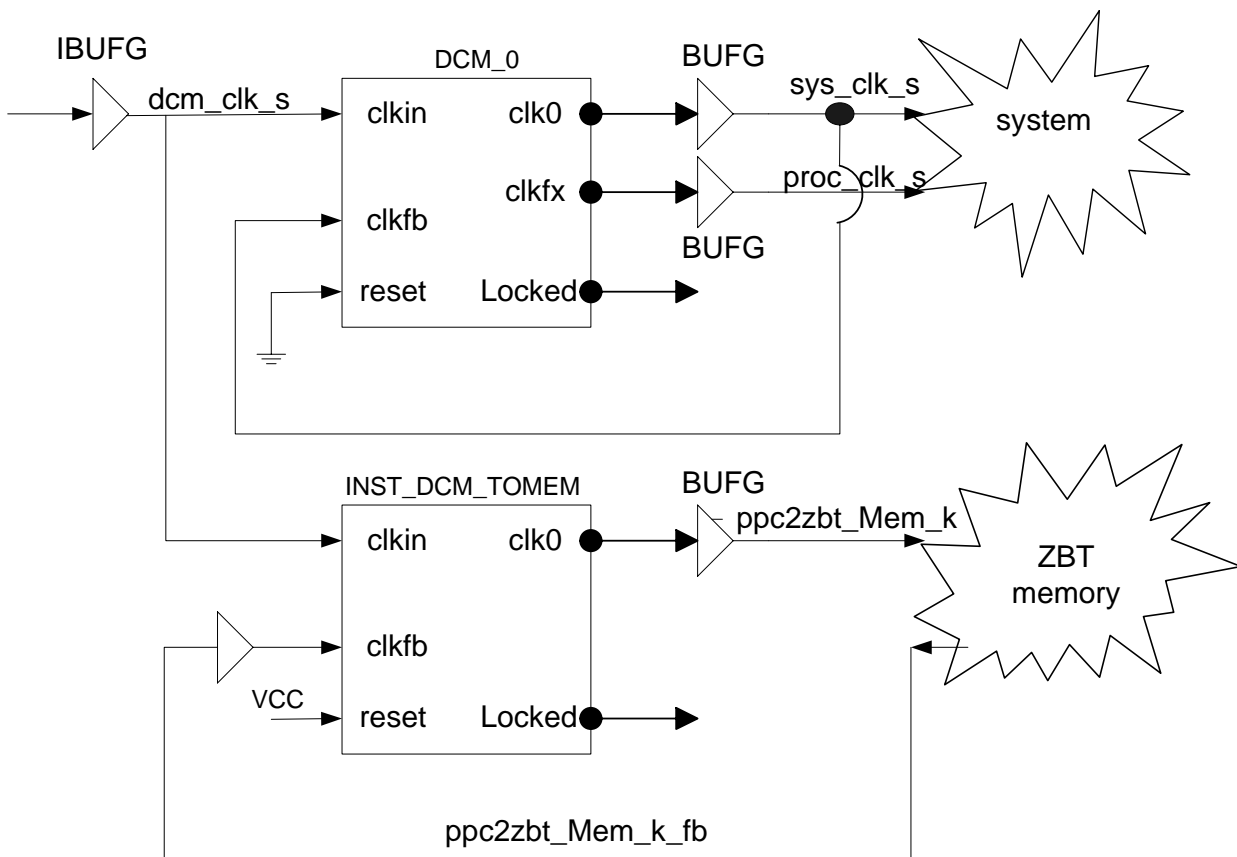 IBUFG
DCM_0
BUFG
dcm_clk_s
clkin
clk0
sys_clk_s
system
clkfx
proc_clk_s
clkfb
BUFG
reset
Locked
INST_DCM_TOMEM
BUFG
ppc2zbt_Mem_k
clkin
clk0
ZBT
memory
clkfb
VCC
reset
Locked
ppc2zbt_Mem_k_fb